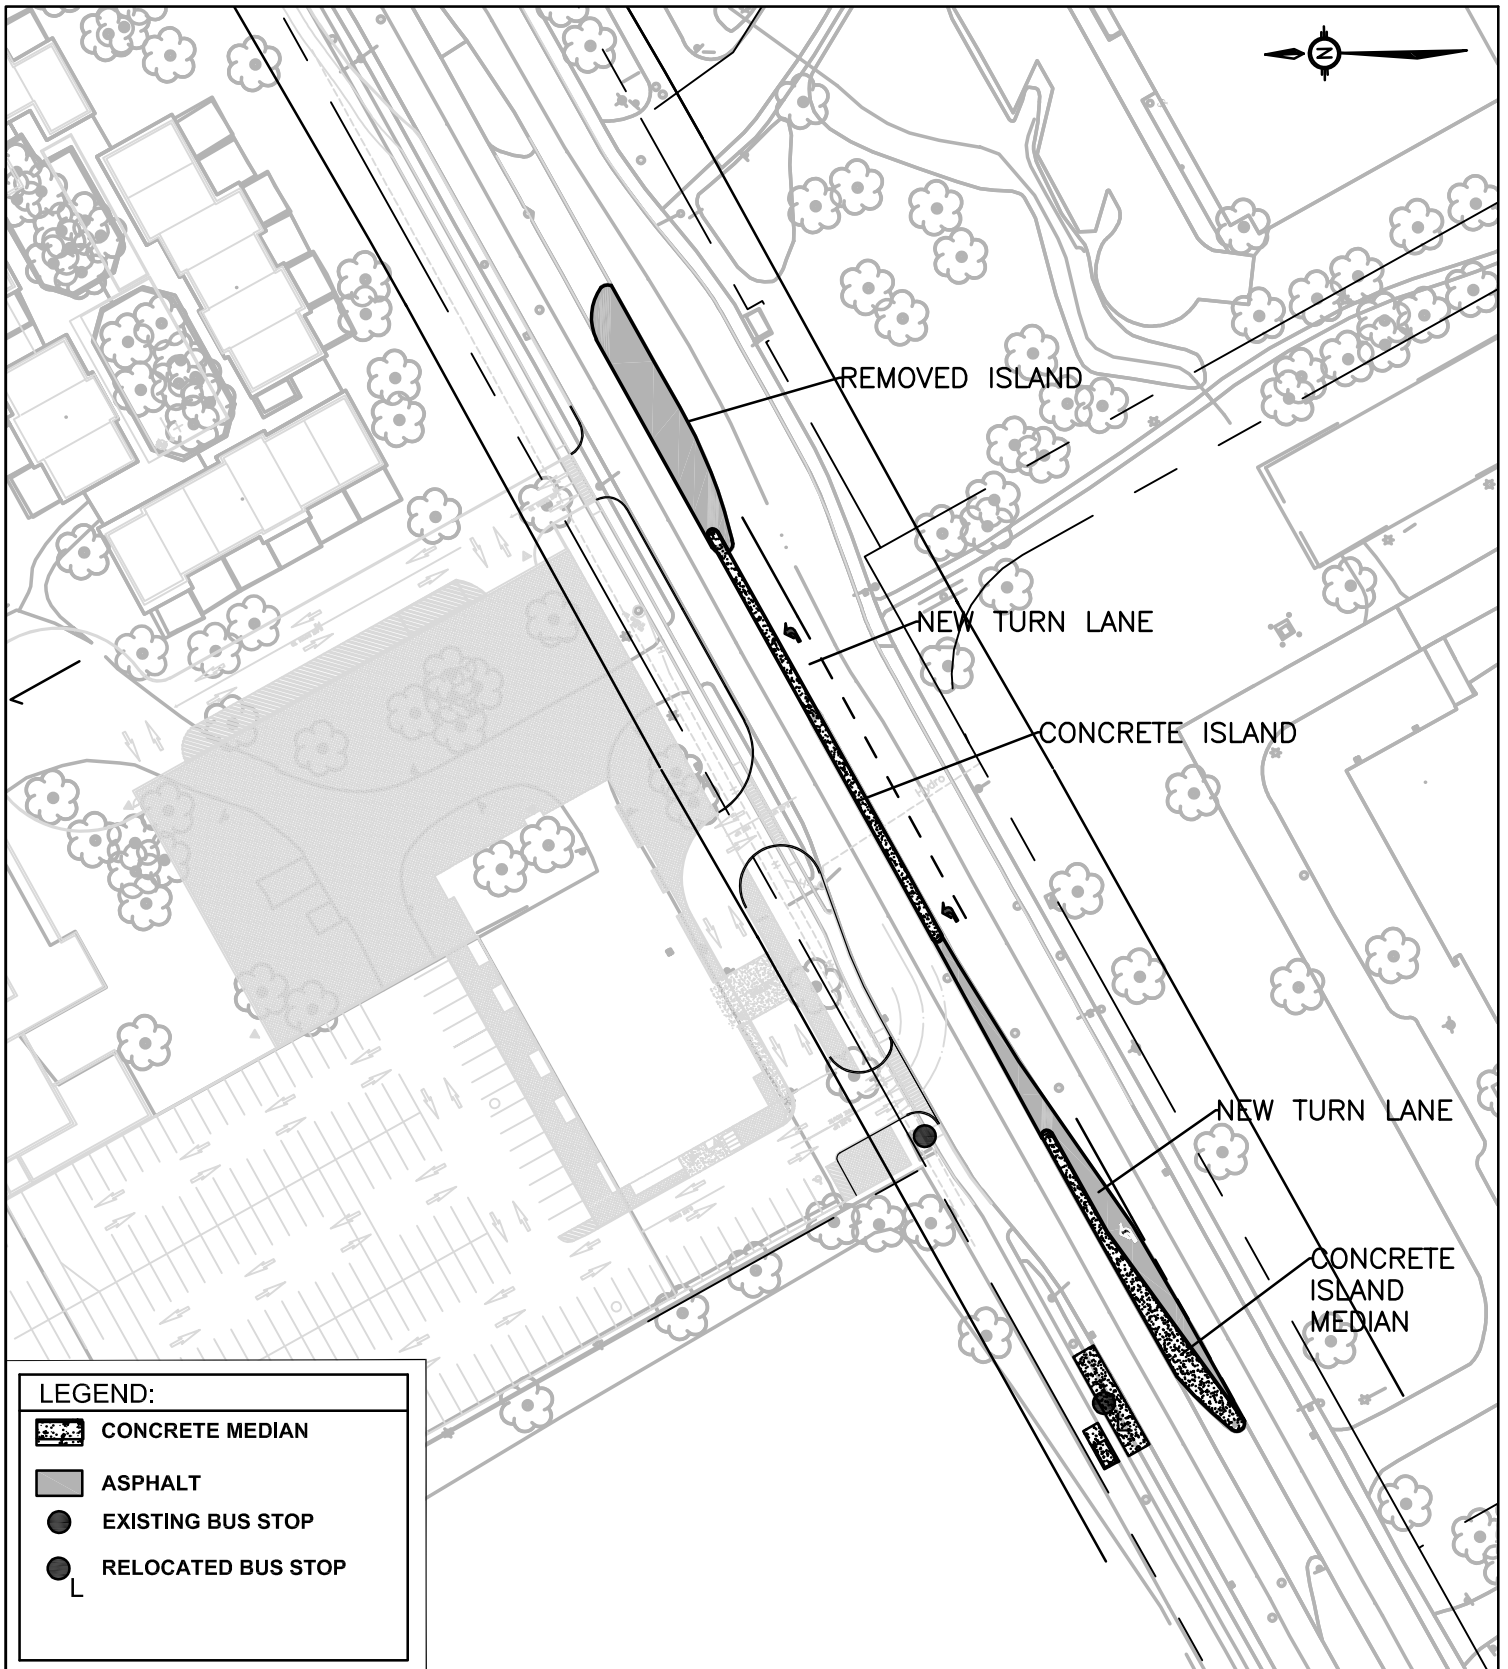 N
REMOVED ISLAND
NEW TURN LANE
CONCRETE ISLAND
Hydro
NEW TURN LANE
CONCRETE
ISLAND
MEDIAN
LEGEND:
CONCRETE MEDIAN
ASPHALT
EXISTING BUS STOP
RELOCATED BUS STOP
L